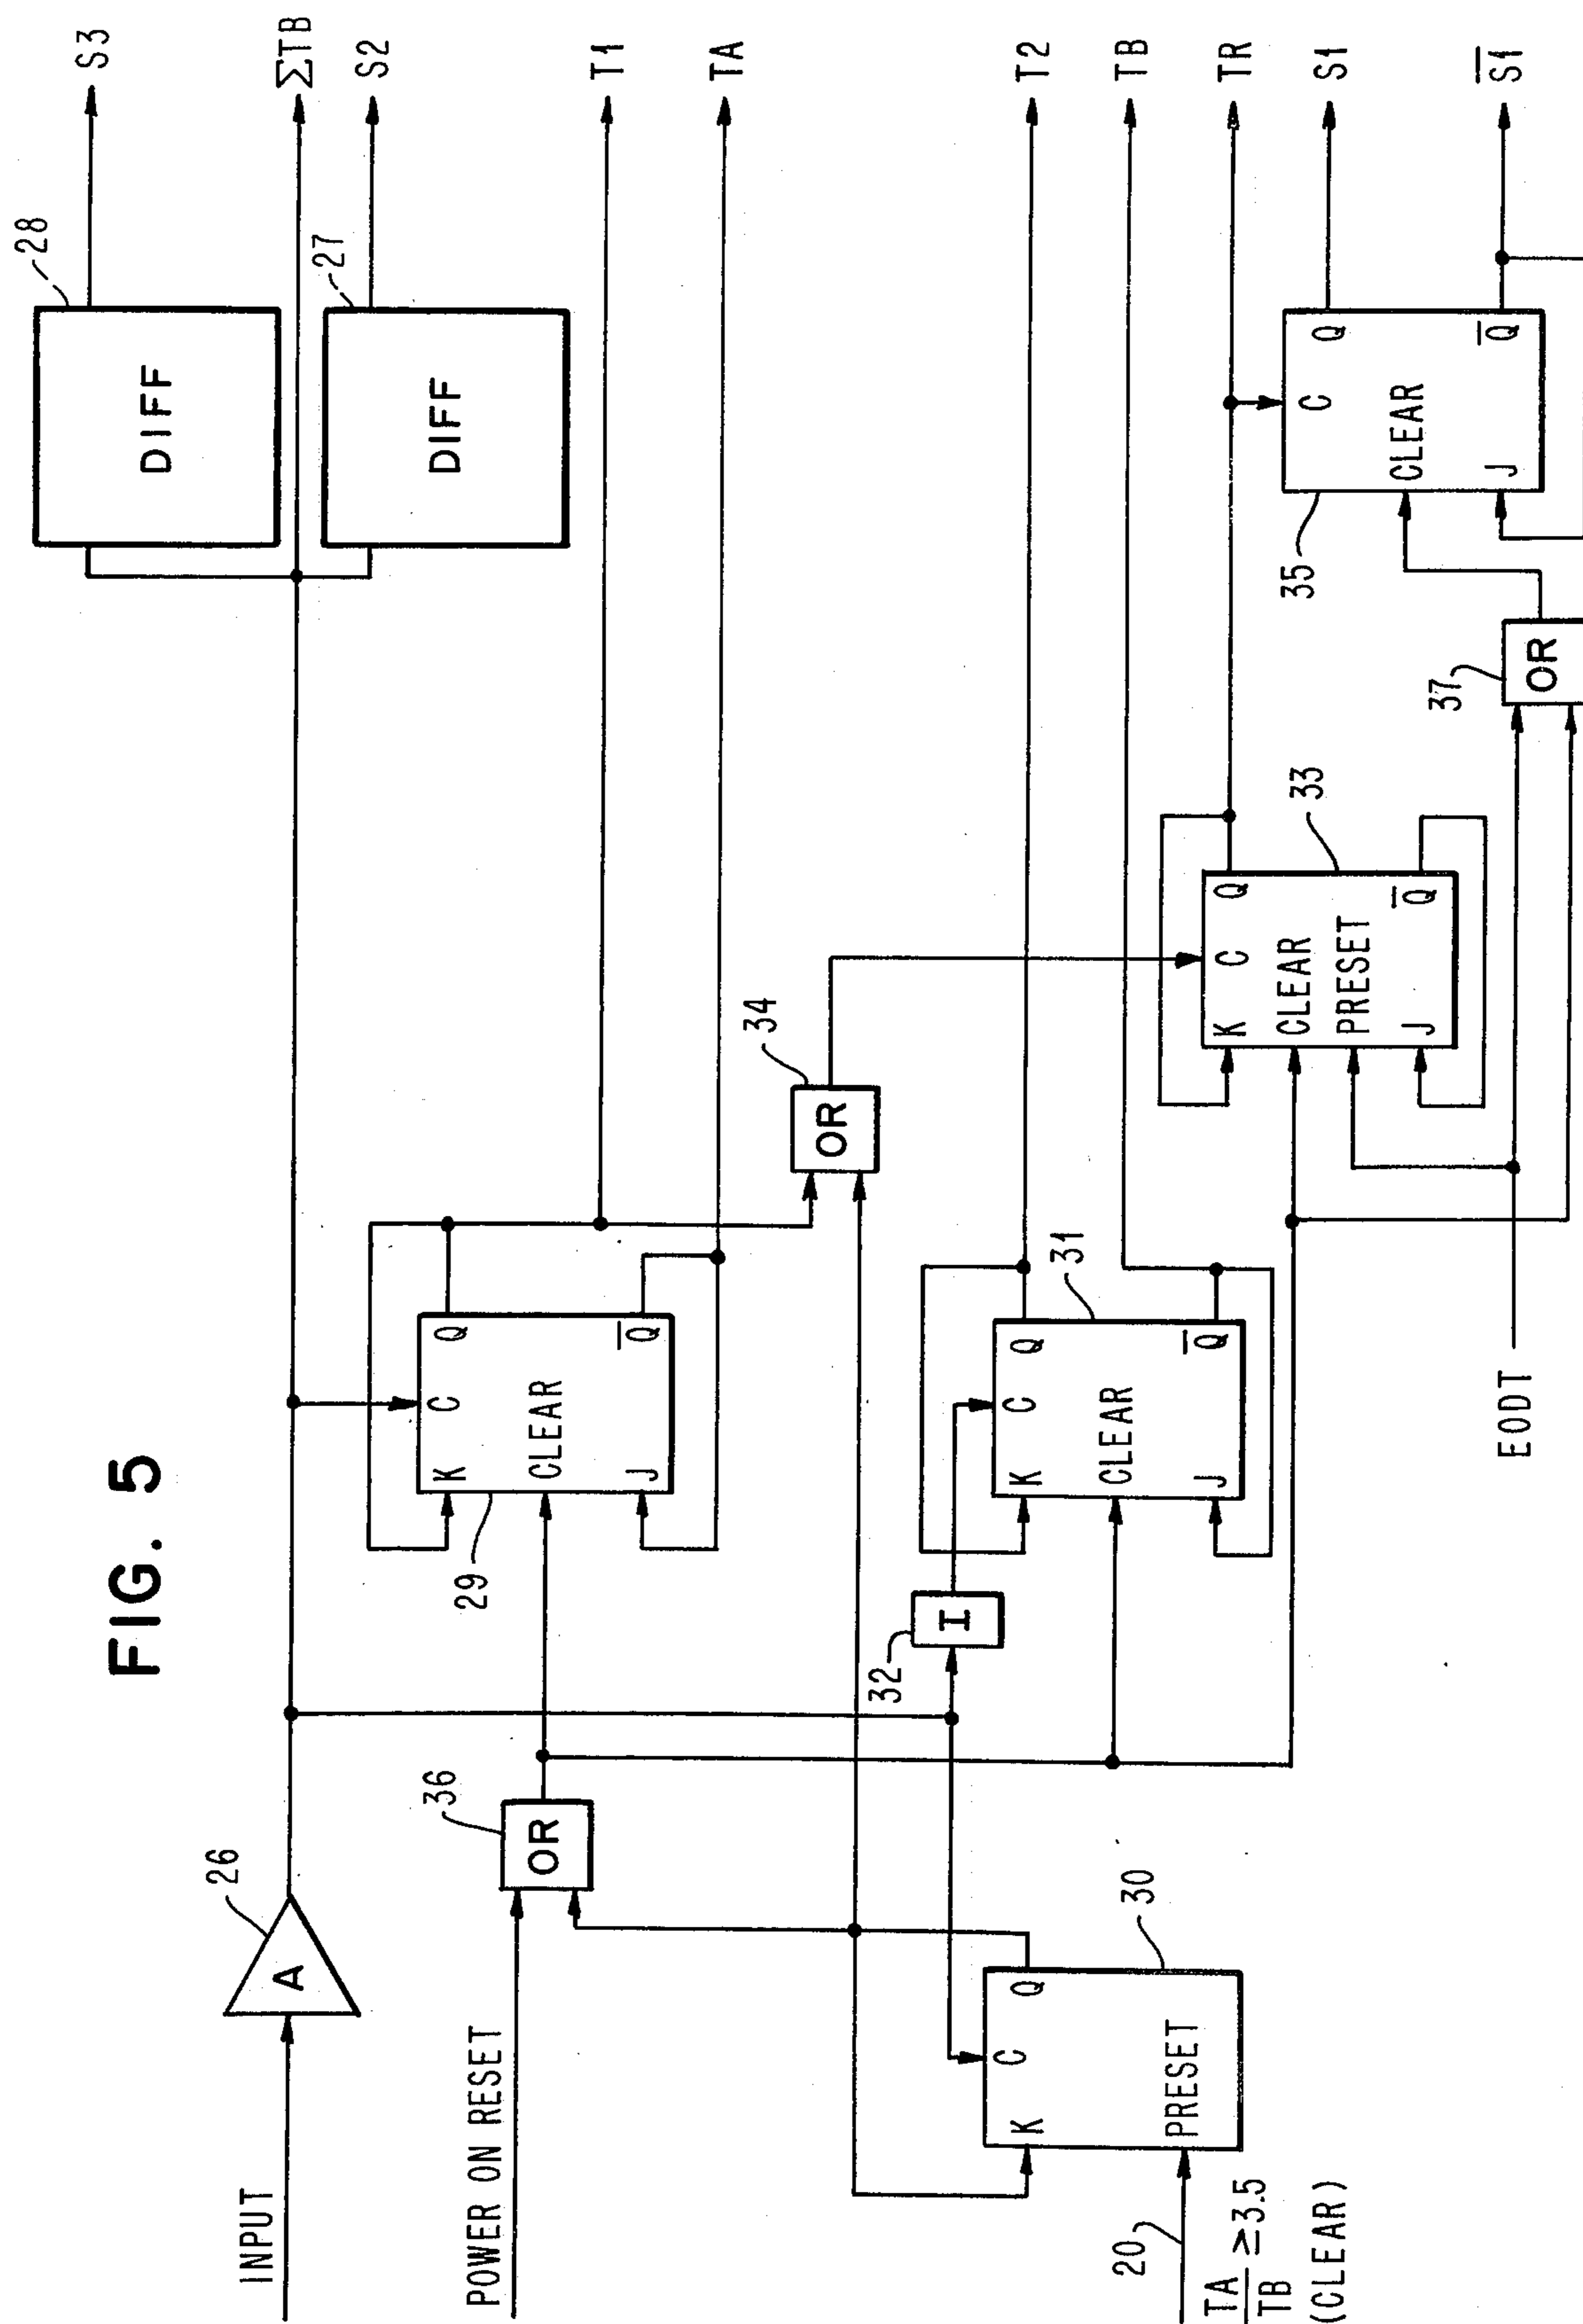 FIG. 5
INPUT
A
26
28
DIFF
S3
ΣTB
27
DIFF
S2
T1
TA
POWER ON RESET
OR
36
29
K C Q
CLEAR
J Q̅
OR
34
20
TA/TB ≥3.5
(CLEAR)
K C Q
PRESET
30
32
I
K C Q
CLEAR
J Q̅
31
T2
TB
TR
K C Q
CLEAR
PRESET
J Q̅
33
EODT
37
OR
35
C Q
CLEAR
J Q̅
S1
S̅1̅